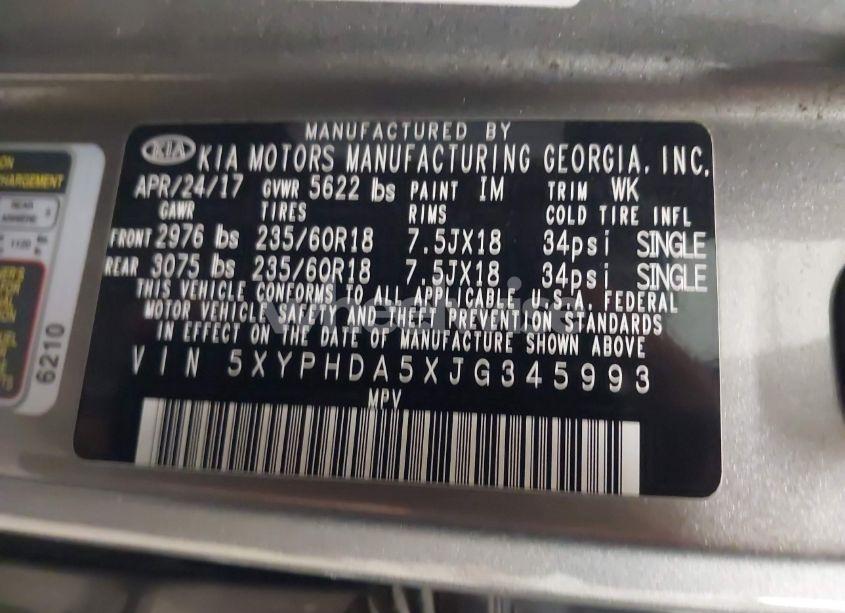 MANUFACTURED BY
KIA KIA MOTORS MANUFACTURING GEORGIA, INC.
APR/24/17 GVWR 5622 lbs PAINT IM TRIM WK
GAWR TIRES RIMS COLD TIRE INFL
FRONT 2976 lbs 235/60R18 7.5JX18 34psi SINGLE
REAR 3075 lbs 235/60R18 7.5JX18 34psi SINGLE
THIS VEHICLE CONFORMS TO ALL APPLICABLE U.S.A. FEDERAL
MOTOR VEHICLE SAFETY AND THEFT PREVENTION STANDARDS
IN EFFECT ON THE DATE OF MANUFACTURE SHOWN ABOVE
VIN 5XYPHDA5XJG345993
MPV
6210